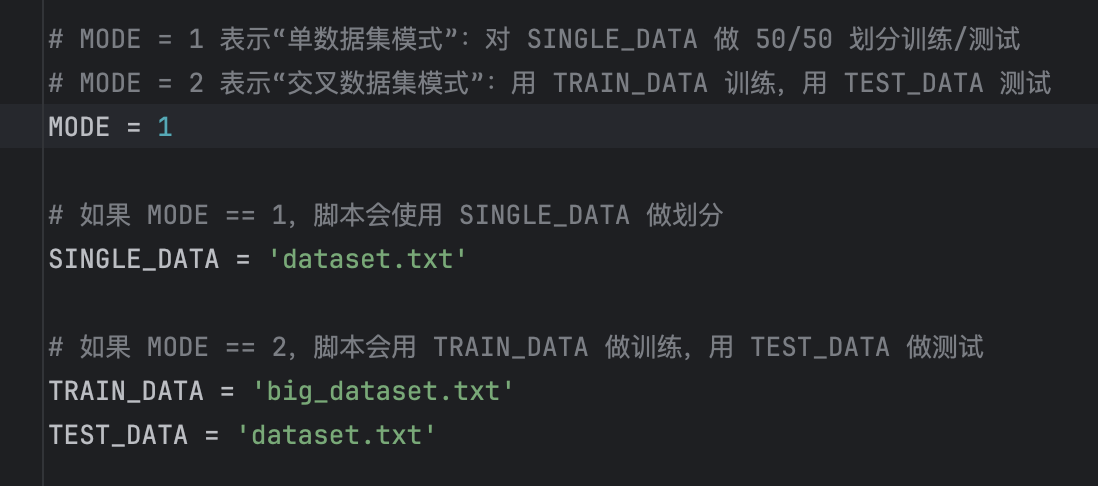 # MODE = 1 表示“单数据集模式”：对 SINGLE_DATA 做 50/50 划分训练/测试
# MODE = 2 表示“交叉数据集模式”：用 TRAIN_DATA 训练，用 TEST_DATA 测试
MODE = 1
# 如果 MODE == 1，脚本会使用 SINGLE_DATA 做划分
SINGLE_DATA = 'dataset.txt'
# 如果 MODE == 2，脚本会用 TRAIN_DATA 做训练，用 TEST_DATA 做测试
TRAIN_DATA = 'big_dataset.txt'
TEST_DATA = 'dataset.txt'